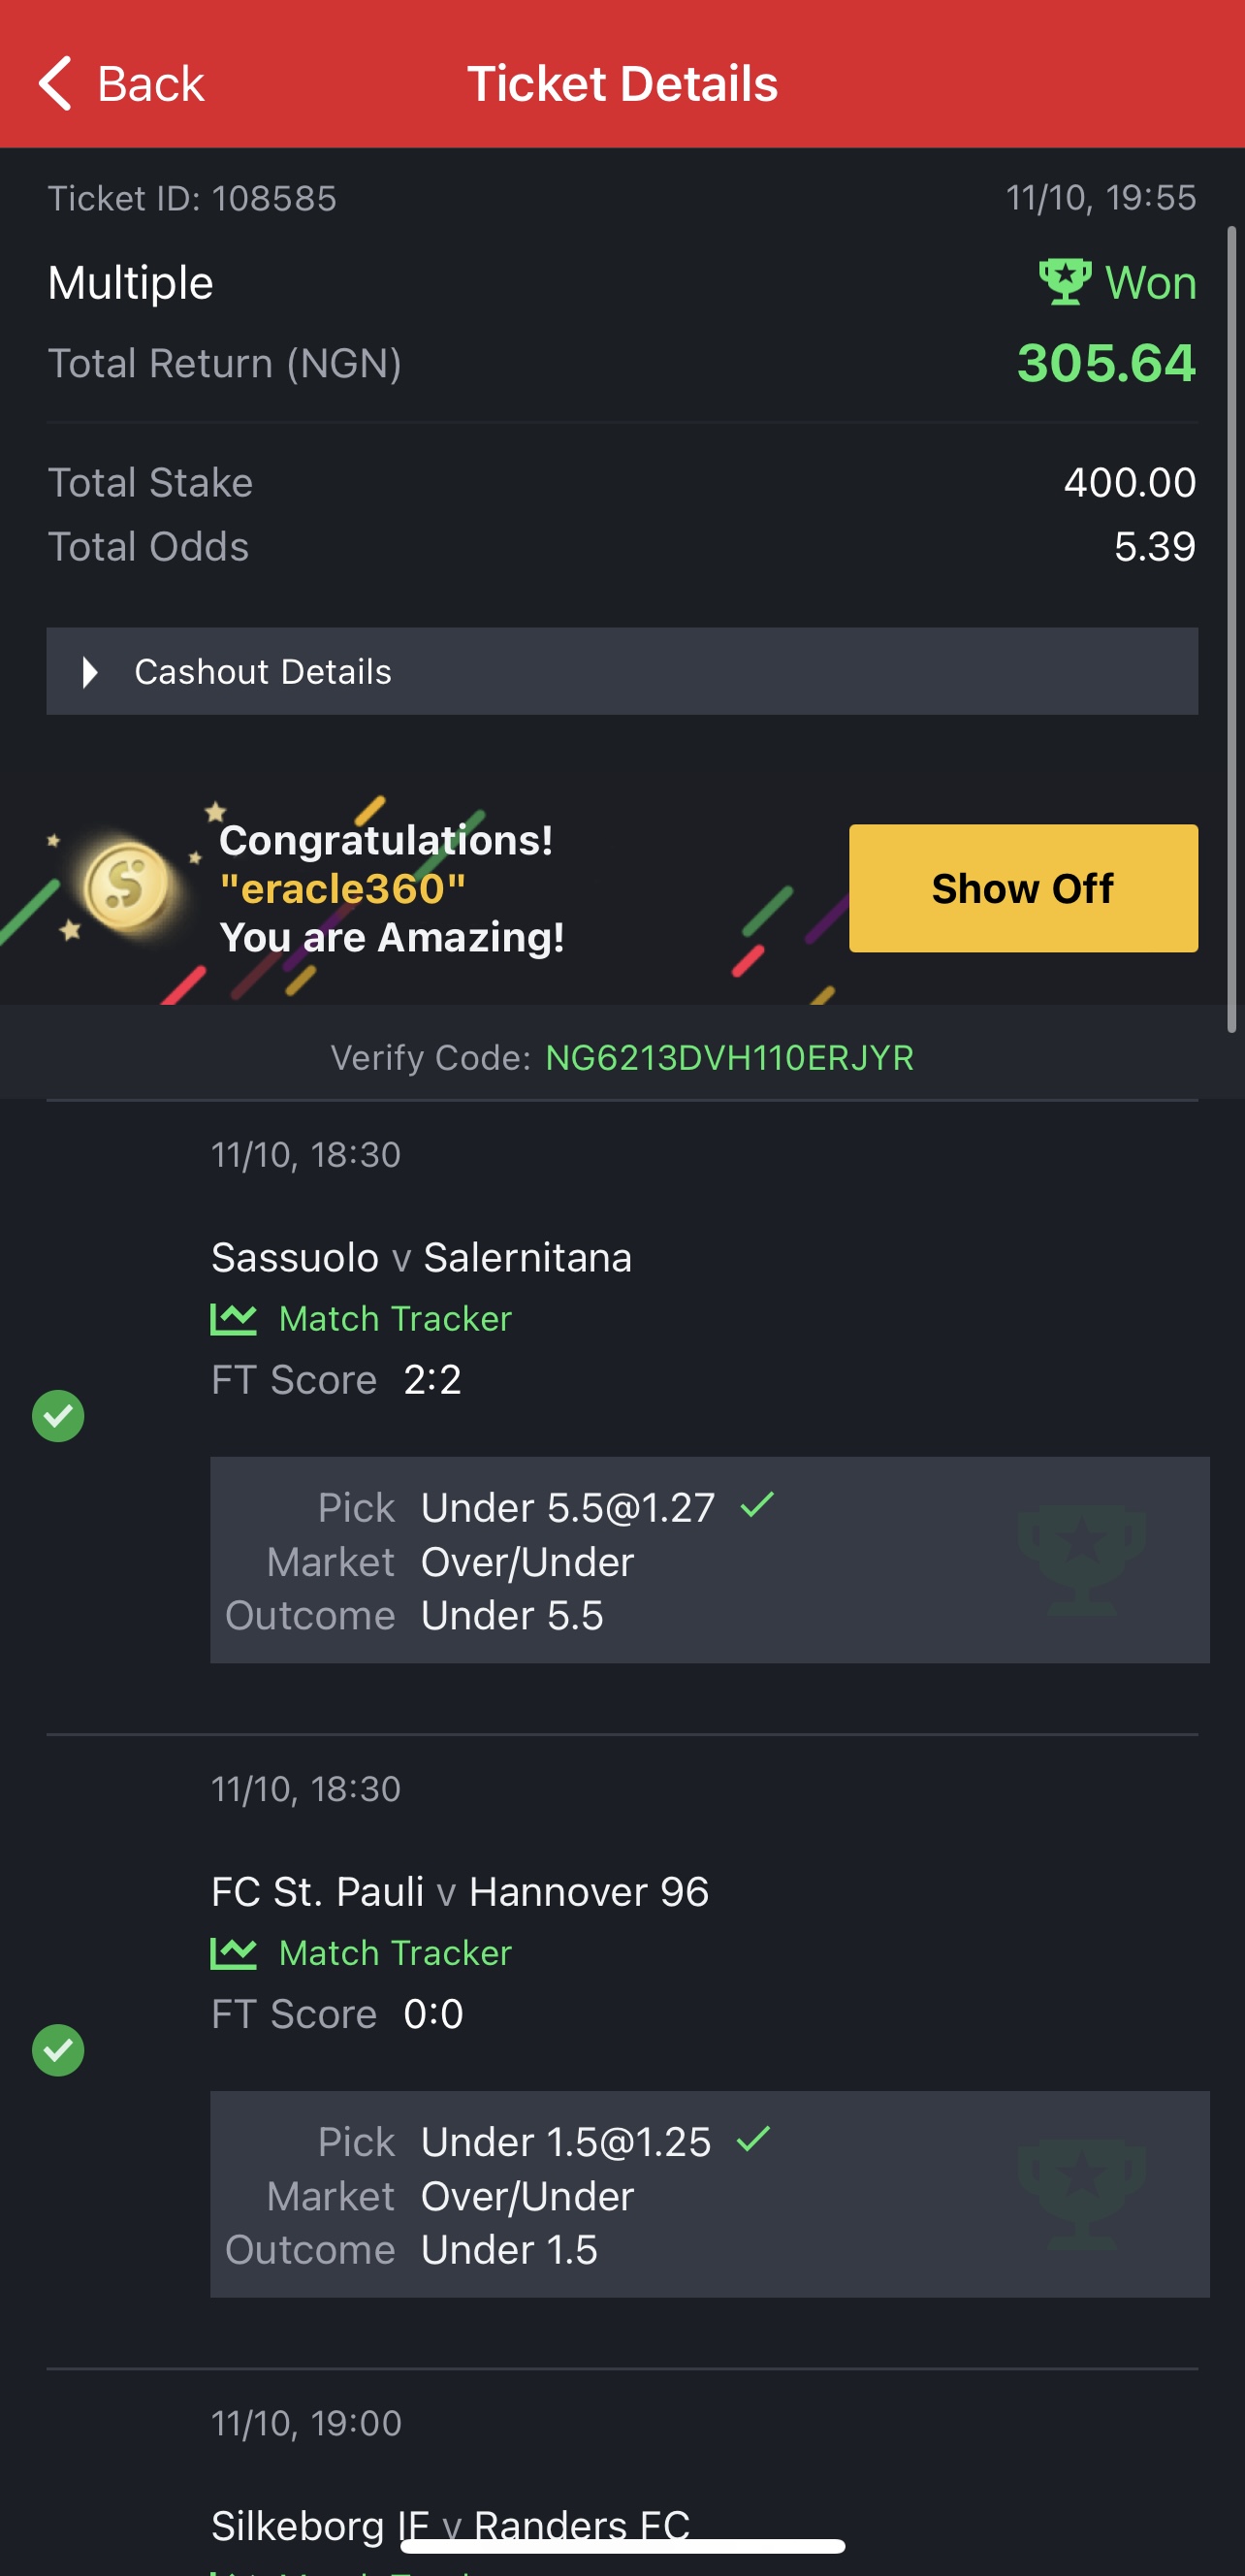 Back
Ticket Details
Ticket ID: 108585 11/10, 19:55
Multiple Won
Total Return (NGN) 305.64
Total Stake 400.00
Total Odds 5.39
Cashout Details
Congratulations!
"eracle360"
You are Amazing!
Show Off
Verify Code: NG6213DVH110ERJYR
11/10, 18:30
Sassuolo v Salernitana
Match Tracker
FT Score 2:2
Pick Under 5.5@1.27
Market Over/Under
Outcome Under 5.5
11/10, 18:30
FC St. Pauli v Hannover 96
Match Tracker
FT Score 0:0
Pick Under 1.5@1.25
Market Over/Under
Outcome Under 1.5
11/10, 19:00
Silkeborg IF v Randers FC